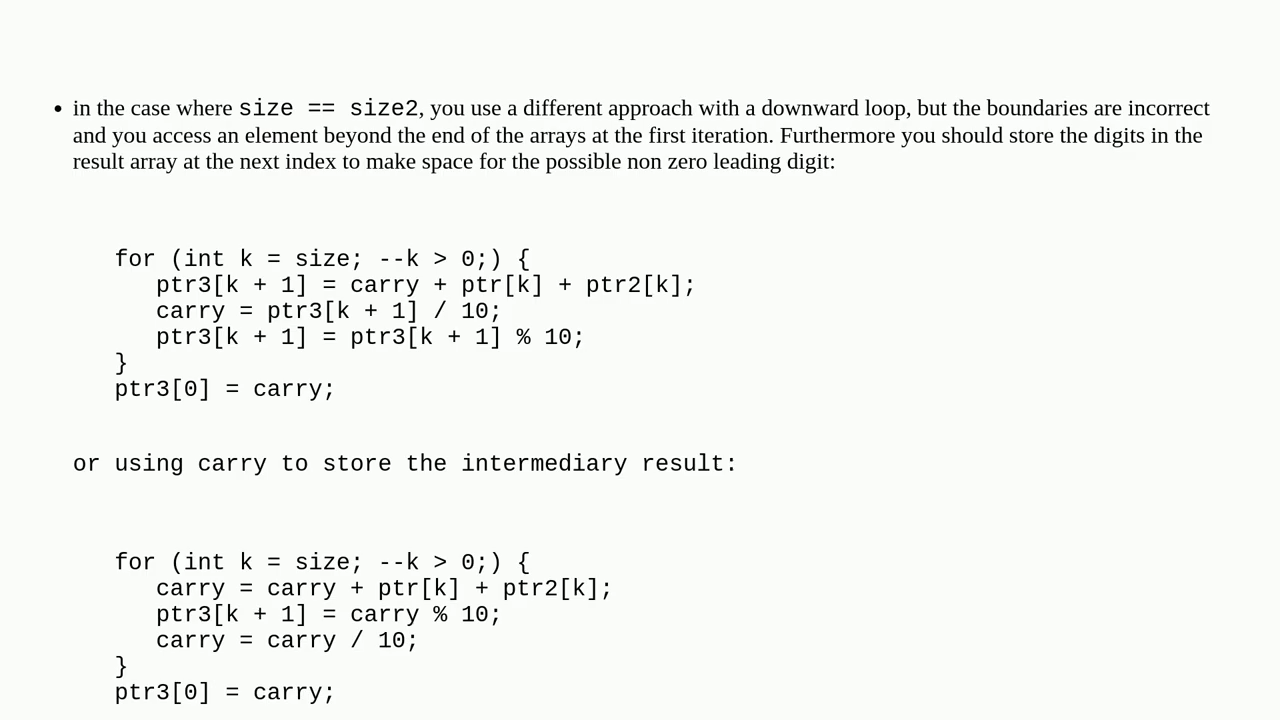 • in the case where size == size2, you use a different approach with a downward loop, but the boundaries are incorrect
and you access an element beyond the end of the arrays at the first iteration. Furthermore you should store the digits in the
result array at the next index to make space for the possible non zero leading digit:
for (int k = size; --k > 0;) {
   ptr3[k + 1] = carry + ptr[k] + ptr2[k];
   carry = ptr3[k + 1] / 10;
   ptr3[k + 1] = ptr3[k + 1] % 10;
}
ptr3[0] = carry;
or using carry to store the intermediary result:
for (int k = size; --k > 0;) {
   carry = carry + ptr[k] + ptr2[k];
   ptr3[k + 1] = carry % 10;
   carry = carry / 10;
}
ptr3[0] = carry;